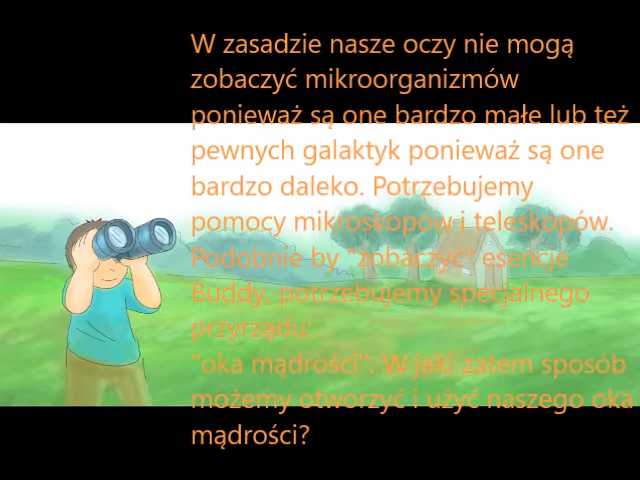 W zasadzie nasze oczy nie mogą
zobaczyć mikroorganizmów
ponieważ są one bardzo małe lub też
pewnych galaktyk ponieważ są one
bardzo daleko. Potrzebujemy
pomocy mikroskopów i teleskopów.
Podobnie by "zobaczyć" esencje
Buddy, potrzebujemy specjalnego
przyrządu:
"oka mądrości". W jaki zatem sposób
możemy otworzyć i użyć naszego oka
mądrości?